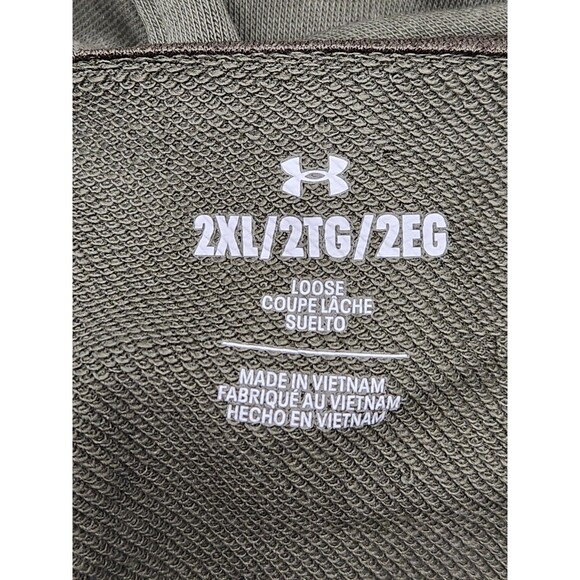 2XL/2TG/2EG
LOOSE
COUPE LÂCHE
SUELTO
MADE IN VIETNAM
FABRIQUÉ AU VIETNAM
HECHO EN VIETNAM